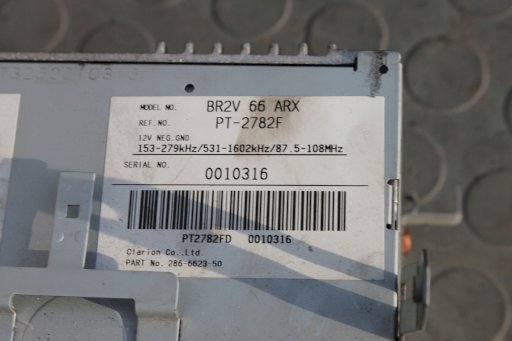 MODEL NO. BR2V 66 ARX
REF.NO. PT-2782F
12V NEG.GND.
153-279kHz/531-1602kHz/87.5-108MHz
SERIAL NO.
0010316
PT2782FD 0010316
Clarion Co.,Ltd.
PART No. 286-6623-50